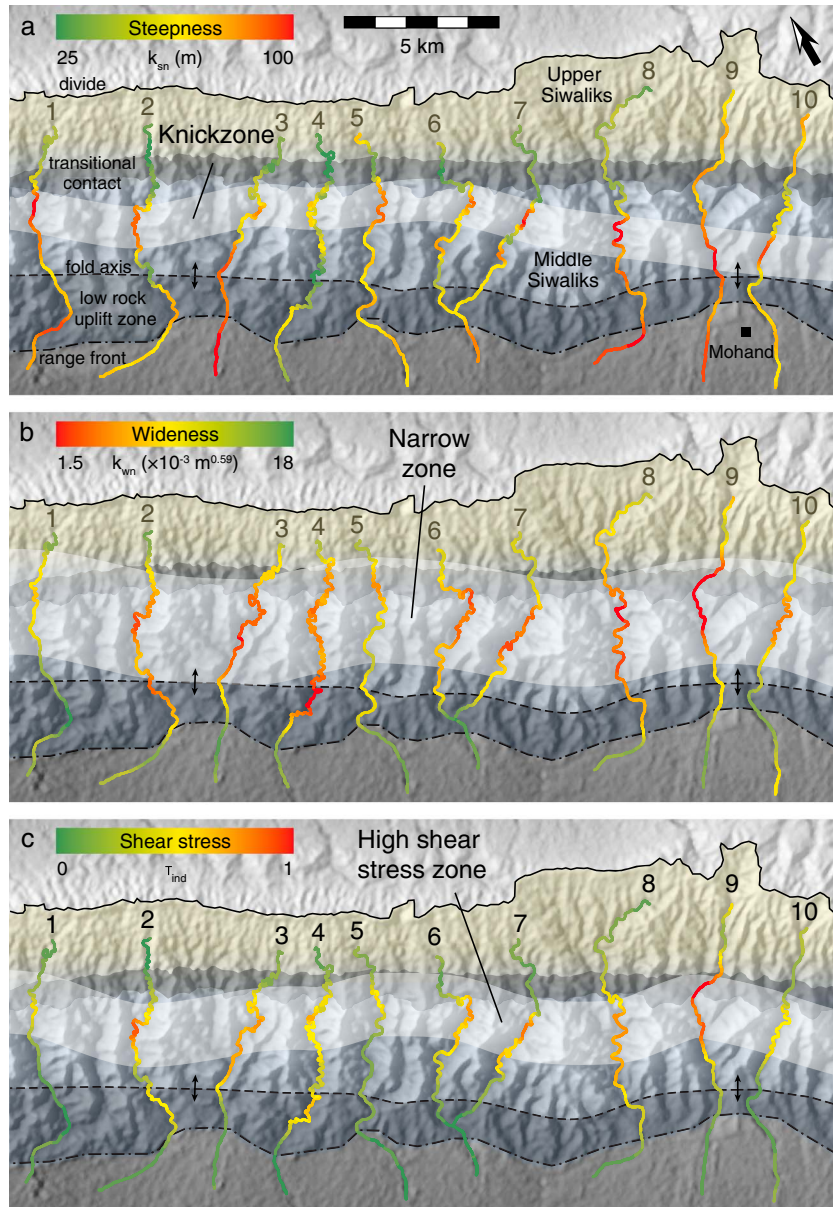 a
Steepness
25 k_sn (m) 100
5 km
divide
Upper
Siwaliks
1 2 3 4 5 6 7 8 9 10
Knickzone
transitional
contact
fold axis
Middle
Siwaliks
low rock
uplift zone
range front
Mohand
b
Wideness
1.5 k_wn (×10⁻³ m⁰·⁵⁹) 18
Narrow
zone
1 2 3 4 5 6 7 8 9 10
c
Shear stress
0 T_ind 1
High shear
stress zone
1 2 3 4 5 6 7 8 9 10